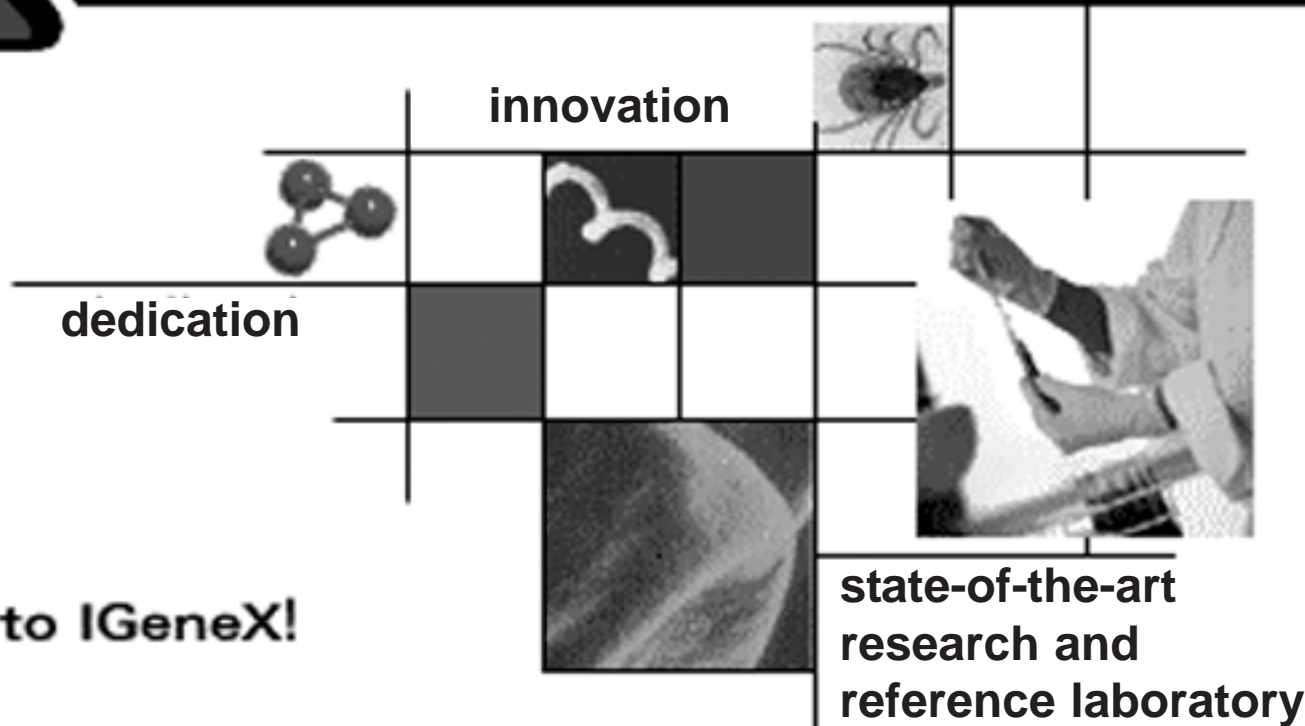 innovation
dedication
to IGeneX!
state-of-the-art
research and
reference laboratory